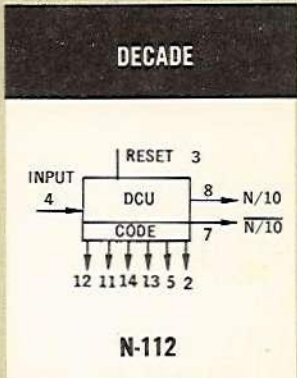 DECADE
RESET 3
INPUT
4
DCU
8
N/10
CODE
7
N/10
12 11 14 13 5 2
N-112